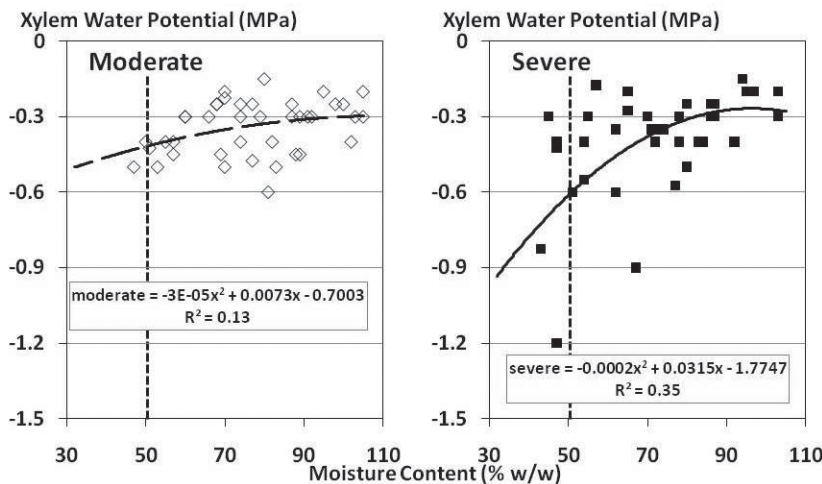 Xylem Water Potential (MPa)
0
-0.3
-0.6
-0.9
-1.2
-1.5
Moderate
moderate = -3E-05x² + 0.0073x - 0.7003
R² = 0.13
30 50 70 90 110
Xylem Water Potential (MPa)
0
-0.3
-0.6
-0.9
-1.2
-1.5
Severe
severe = -0.0002x² + 0.0315x - 1.7747
R² = 0.35
30 50 70 90 110
Moisture Content (% w/w)